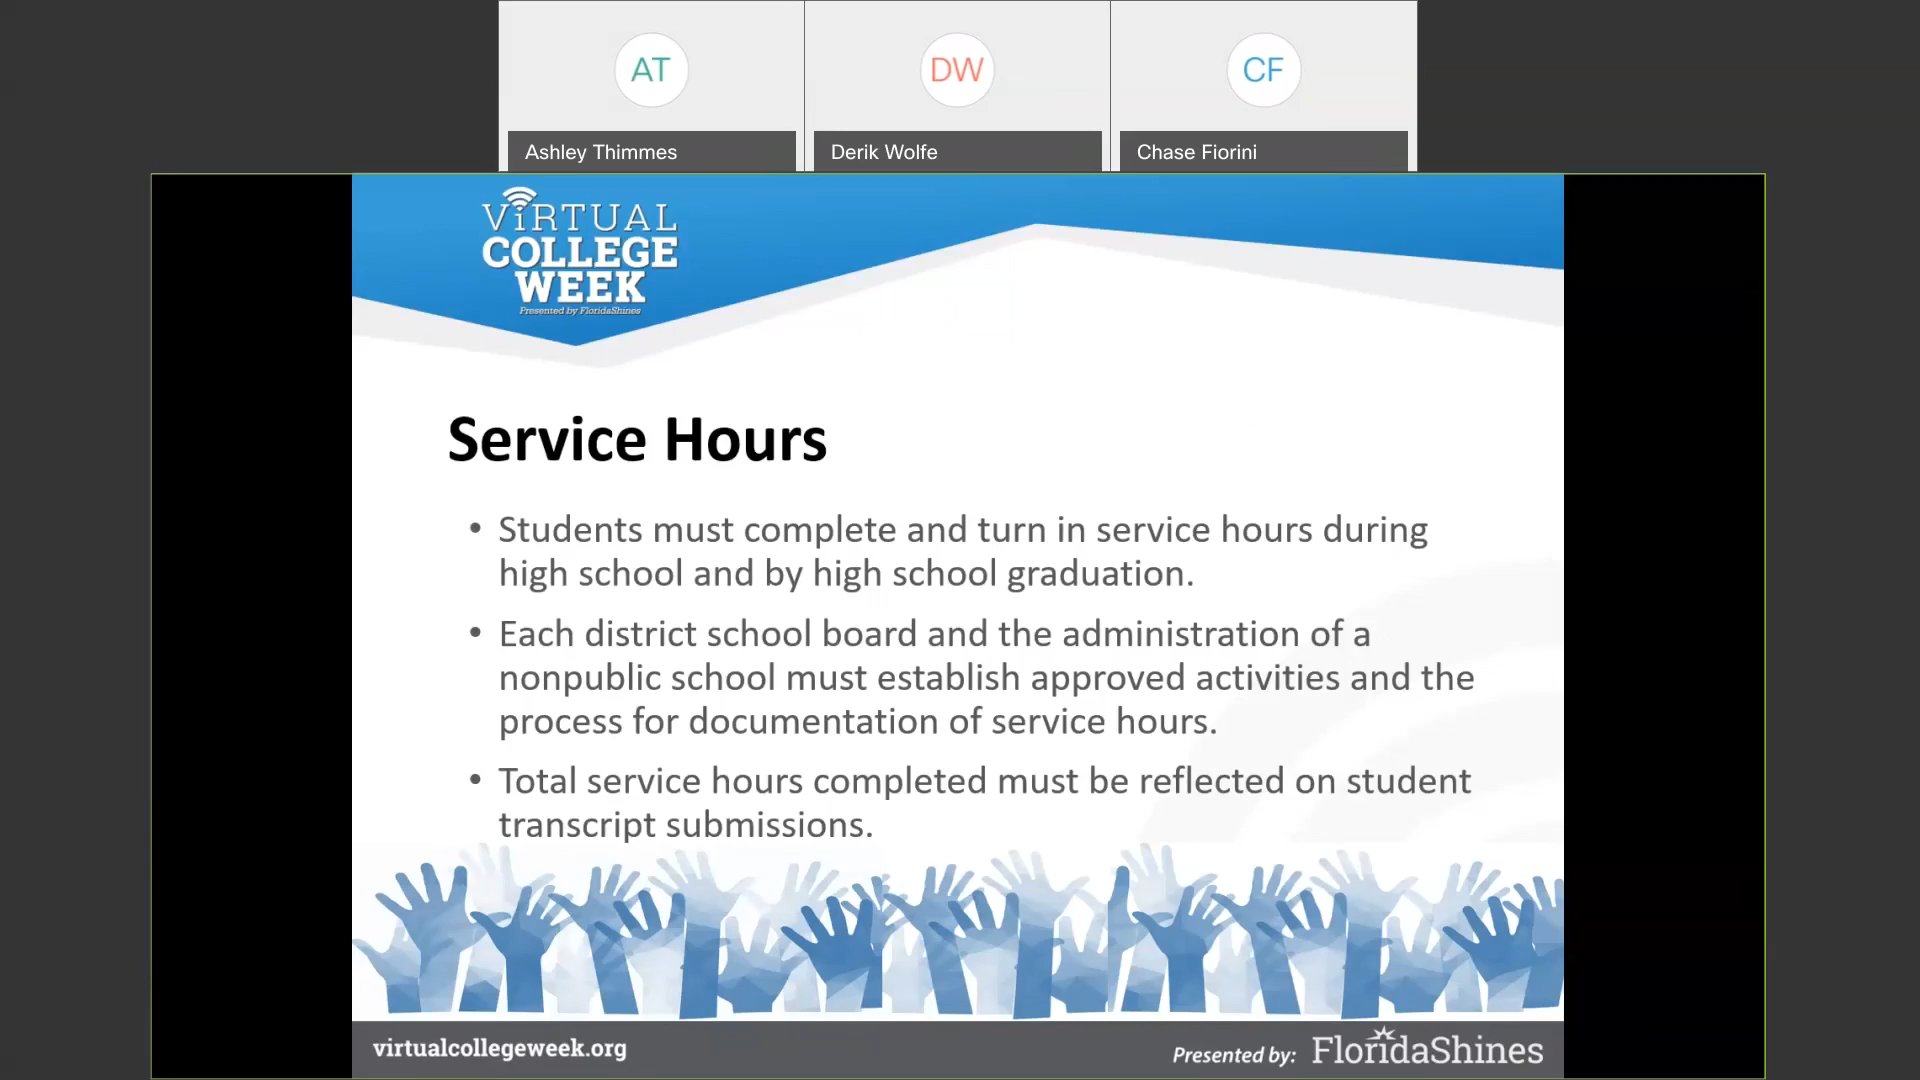 AT
DW
CF
Ashley Thimmes
Derik Wolfe
Chase Fiorini
ViRTUAL
COLLEGE
WEEK
Presented by FloridaShines
Service Hours
• Students must complete and turn in service hours during
high school and by high school graduation.
• Each district school board and the administration of a
nonpublic school must establish approved activities and the
process for documentation of service hours.
• Total service hours completed must be reflected on student
transcript submissions.
virtualcollegeweek.org
Presented by: FloridaShines